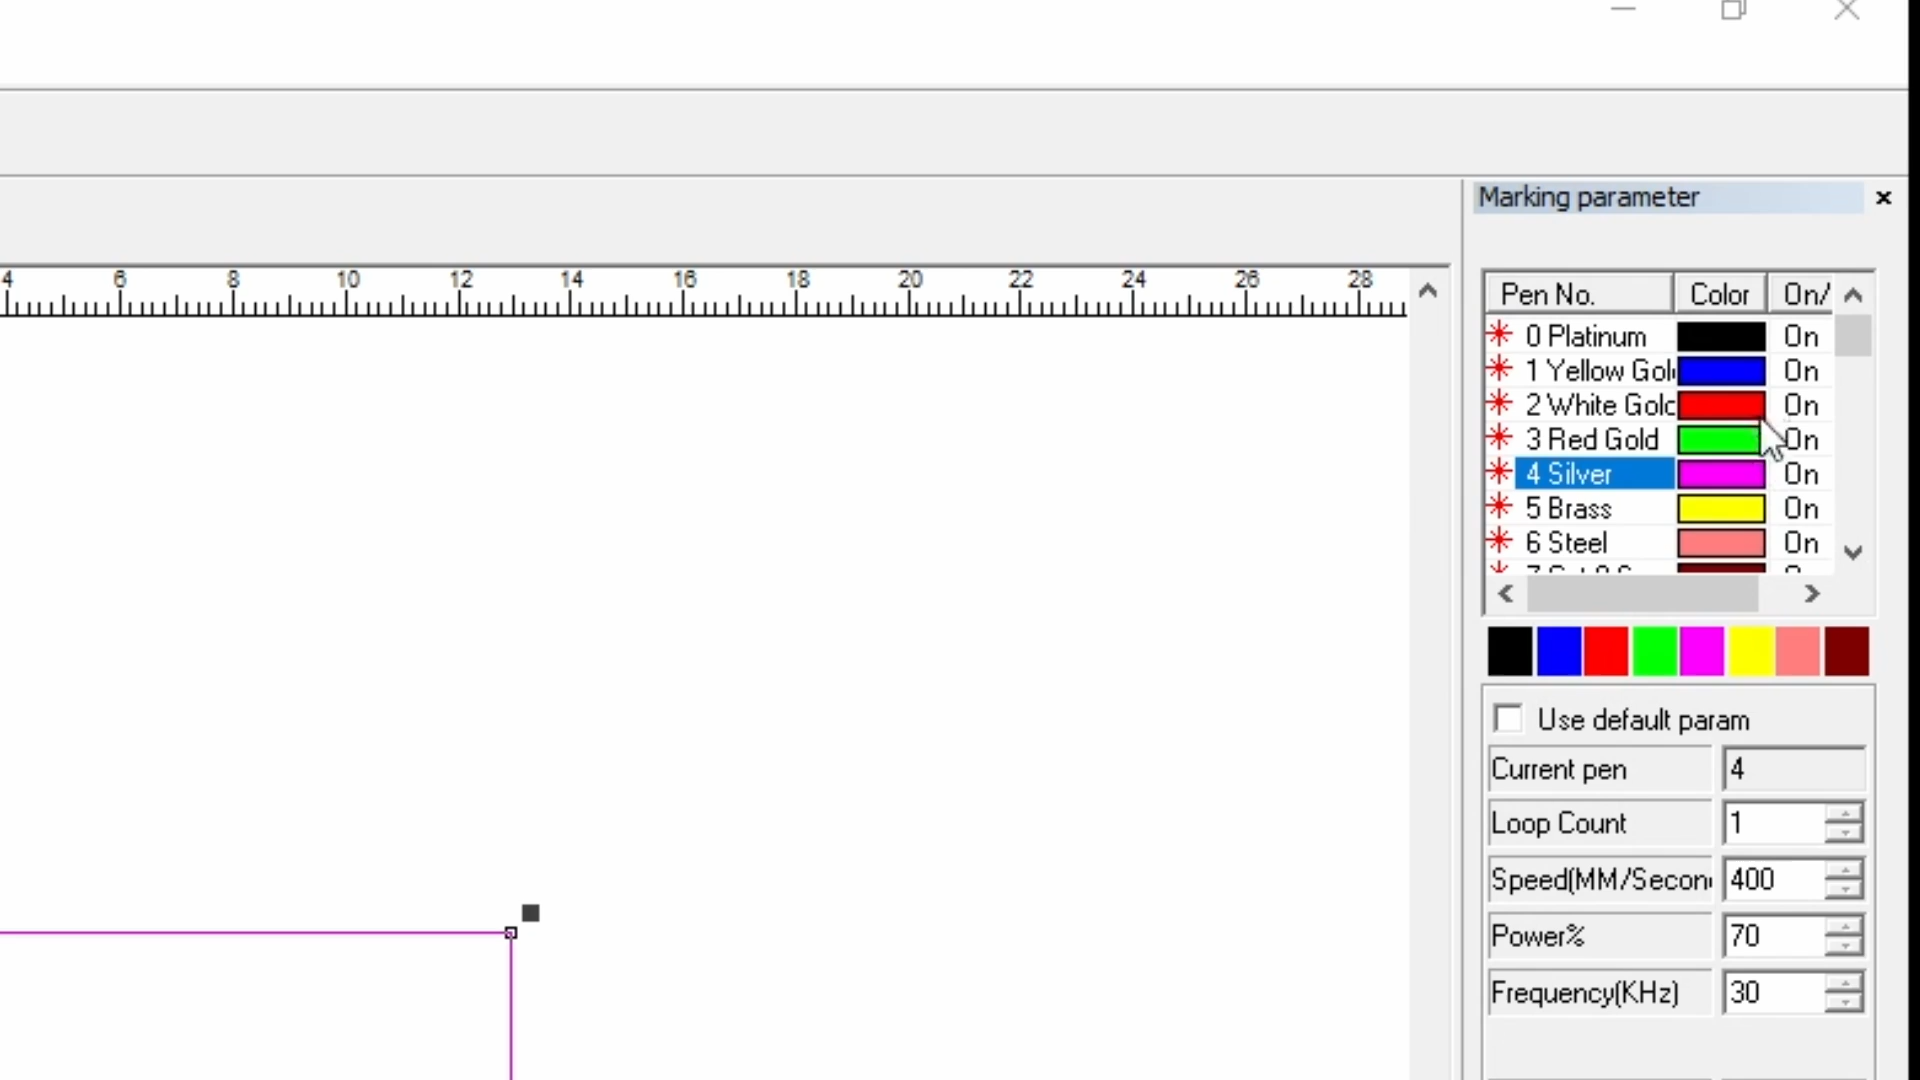 Marking parameter
4 6 8 10 12 14 16 18 20 22 24 26 28
Pen No. Color On/
0 Platinum On
1 Yellow Gol On
2 White Gol On
3 Red Gold On
4 Silver On
5 Brass On
6 Steel On
Use default param
Current pen 4
Loop Count 1
Speed(MM/Secon 400
Power% 70
Frequency(KHz) 30